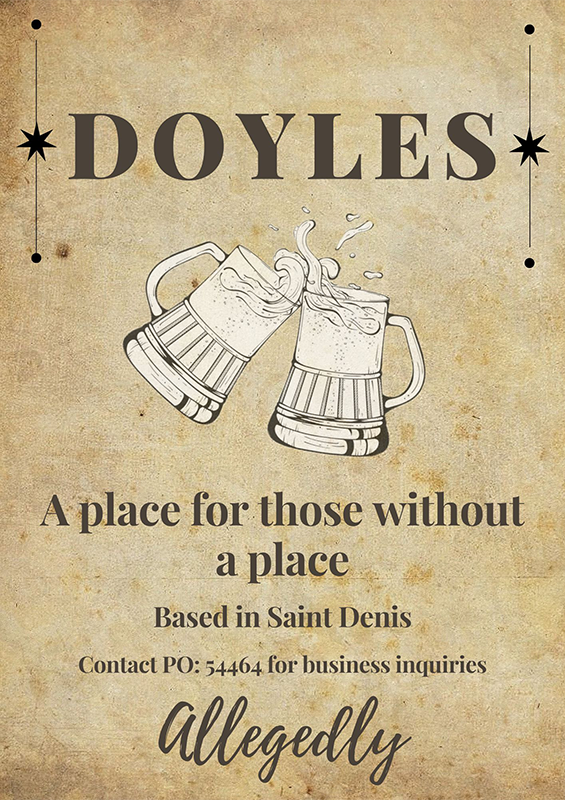 DOYLES
A place for those without
a place
Based in Saint Denis
Contact PO: 54464 for business inquiries
Allegedly